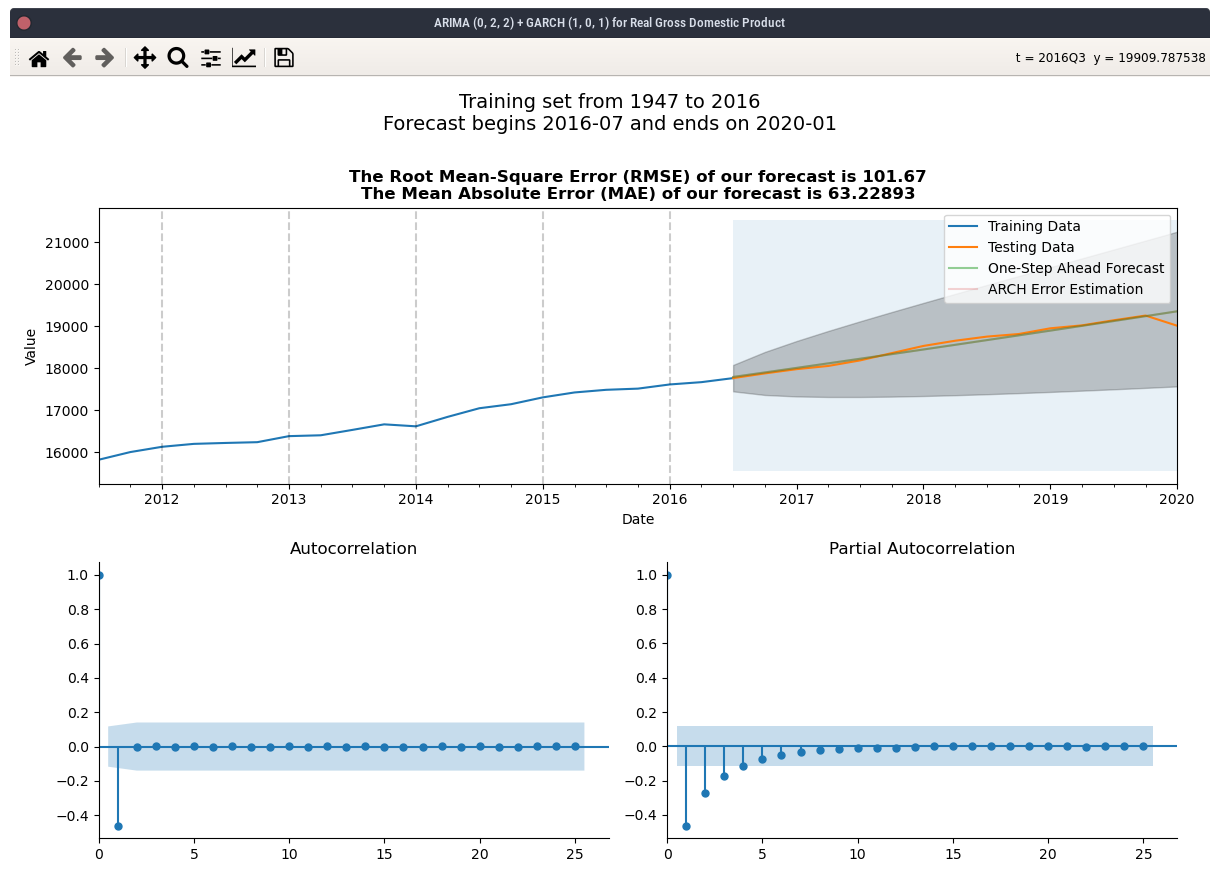 ARIMA (0, 2, 2) + GARCH (1, 0, 1) for Real Gross Domestic Product
t = 2016Q3 y = 19909.787538
Training set from 1947 to 2016
Forecast begins 2016-07 and ends on 2020-01
The Root Mean-Square Error (RMSE) of our forecast is 101.67
The Mean Absolute Error (MAE) of our forecast is 63.22893
Training Data
Testing Data
One-Step Ahead Forecast
ARCH Error Estimation
Value
21000
20000
19000
18000
17000
16000
2012 2013 2014 2015 2016 2017 2018 2019 2020
Date
Autocorrelation
1.0
0.8
0.6
0.4
0.2
0.0
−0.2
−0.4
0 5 10 15 20 25
Partial Autocorrelation
1.0
0.8
0.6
0.4
0.2
0.0
−0.2
−0.4
0 5 10 15 20 25